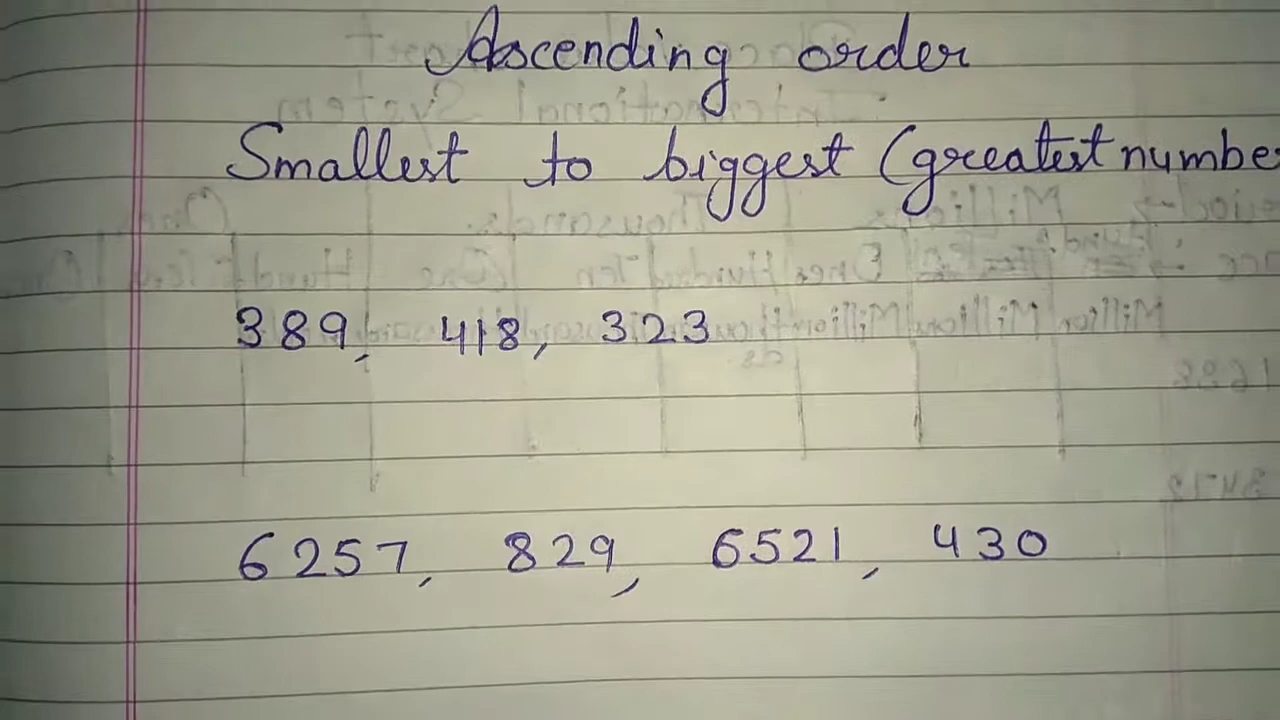 Ascending order
Smallest to biggest (greatest numbe
389, 418, 323
6257, 829, 6521, 430